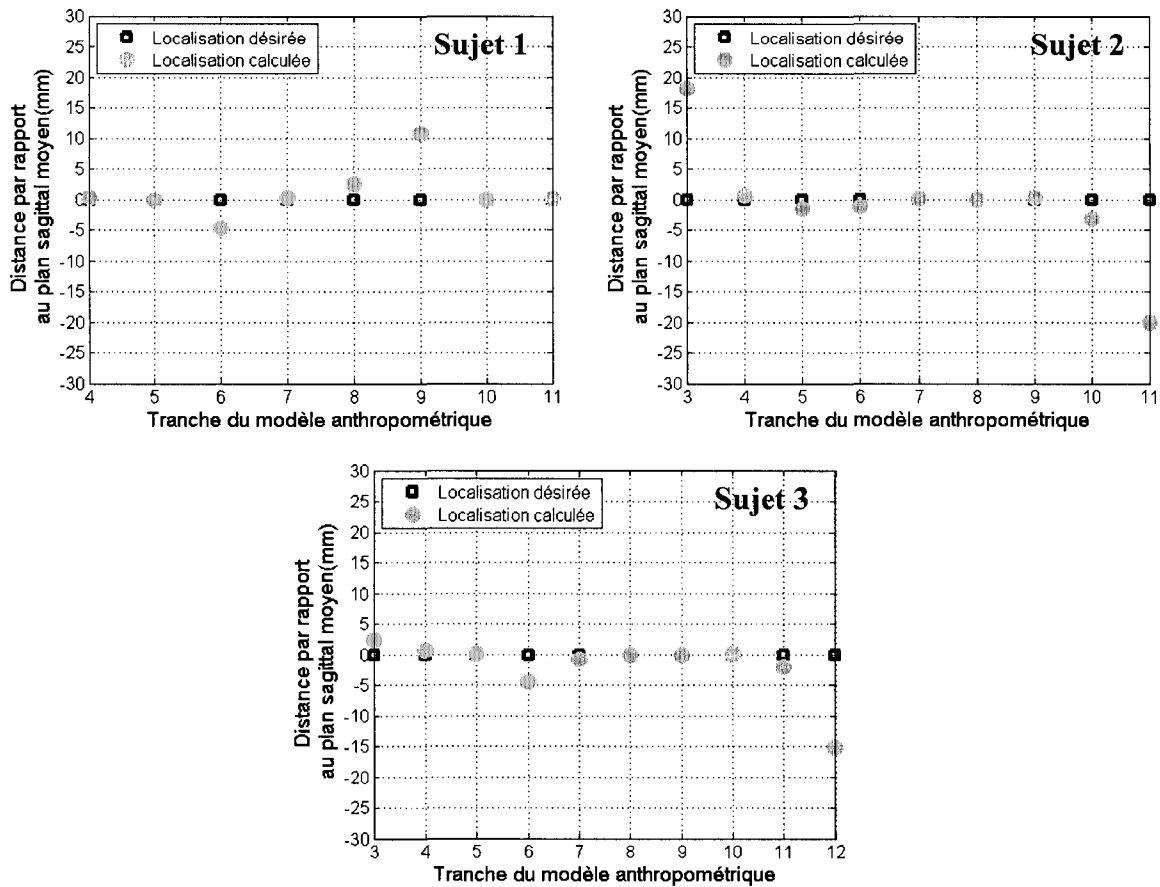 Sujet 1
Localisation désirée
Localisation calculée
Distance par rapport
au plan sagittal moyen(mm)
30
25
20
15
10
5
0
-5
-10
-15
-20
-25
-30
4 5 6 7 8 9 10 11
Tranche du modèle anthropométrique
Sujet 2
Localisation désirée
Localisation calculée
Distance par rapport
au plan sagittal moyen(mm)
30
25
20
15
10
5
0
-5
-10
-15
-20
-25
-30
3 4 5 6 7 8 9 10 11
Tranche du modèle anthropométrique
Sujet 3
Localisation désirée
Localisation calculée
Distance par rapport
au plan sagittal moyen(mm)
30
25
20
15
10
5
0
-5
-10
-15
-20
-25
-30
3 4 5 6 7 8 9 10 11 12
Tranche du modèle anthropométrique